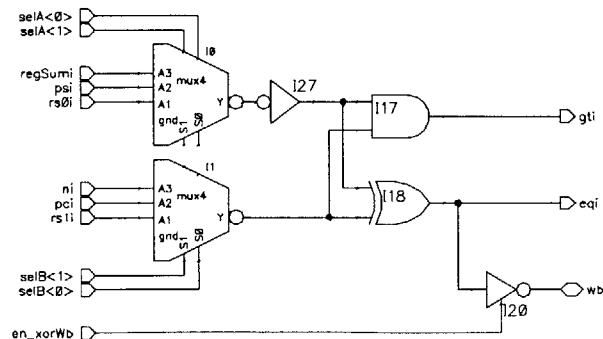 selA<0>
selA<1>
I0
regSumi
A3
mux4
psi
A2
rs0i
A1
Y
gnd
S1
S0
I27
I17
gti
I1
ni
A3
mux4
pci
A2
rs1i
A1
Y
gnd
S1
S0
I18
eqi
selB<1>
selB<0>
wb
I20
en_xorWb